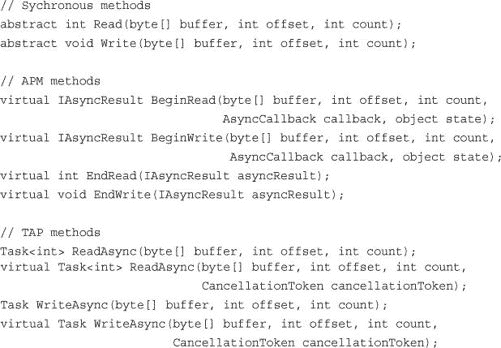 // Sychronous methods
abstract int Read(byte[] buffer, int offset, int count);
abstract void Write(byte[] buffer, int offset, int count);
// APM methods
virtual IAsyncResult BeginRead(byte[] buffer, int offset, int count,
AsyncCallback callback, object state);
virtual IAsyncResult BeginWrite(byte[] buffer, int offset, int count,
AsyncCallback callback, object state);
virtual int EndRead(IAsyncResult asyncResult);
virtual void EndWrite(IAsyncResult asyncResult);
// TAP methods
Task<int> ReadAsync(byte[] buffer, int offset, int count);
virtual Task<int> ReadAsync(byte[] buffer, int offset, int count,
CancellationToken cancellationToken);
Task WriteAsync(byte[] buffer, int offset, int count);
virtual Task WriteAsync(byte[] buffer, int offset, int count,
CancellationToken cancellationToken);